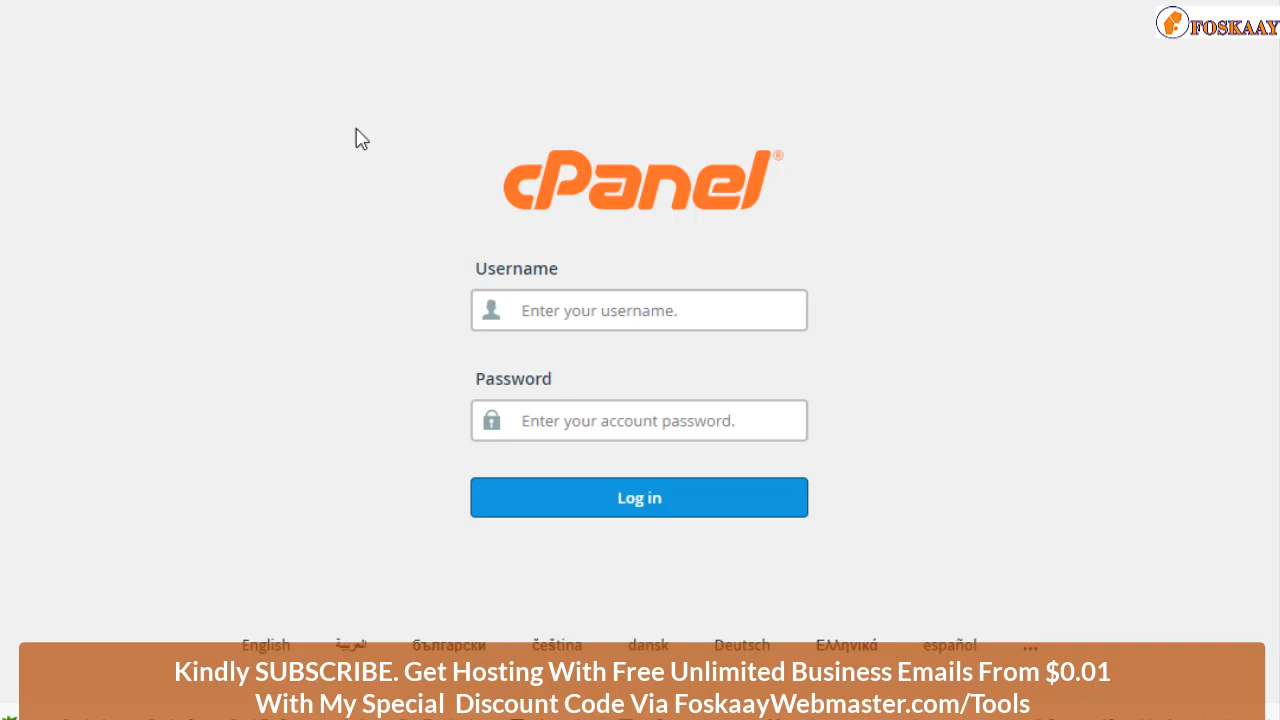 FOSKAAY
cPanel®
Username
Enter your username.
Password
Enter your account password.
Log in
English العربية български čeština dansk Deutsch Ελληνικά español ...
Kindly SUBSCRIBE. Get Hosting With Free Unlimited Business Emails From $0.01
With My Special Discount Code Via FoskaayWebmaster.com/Tools